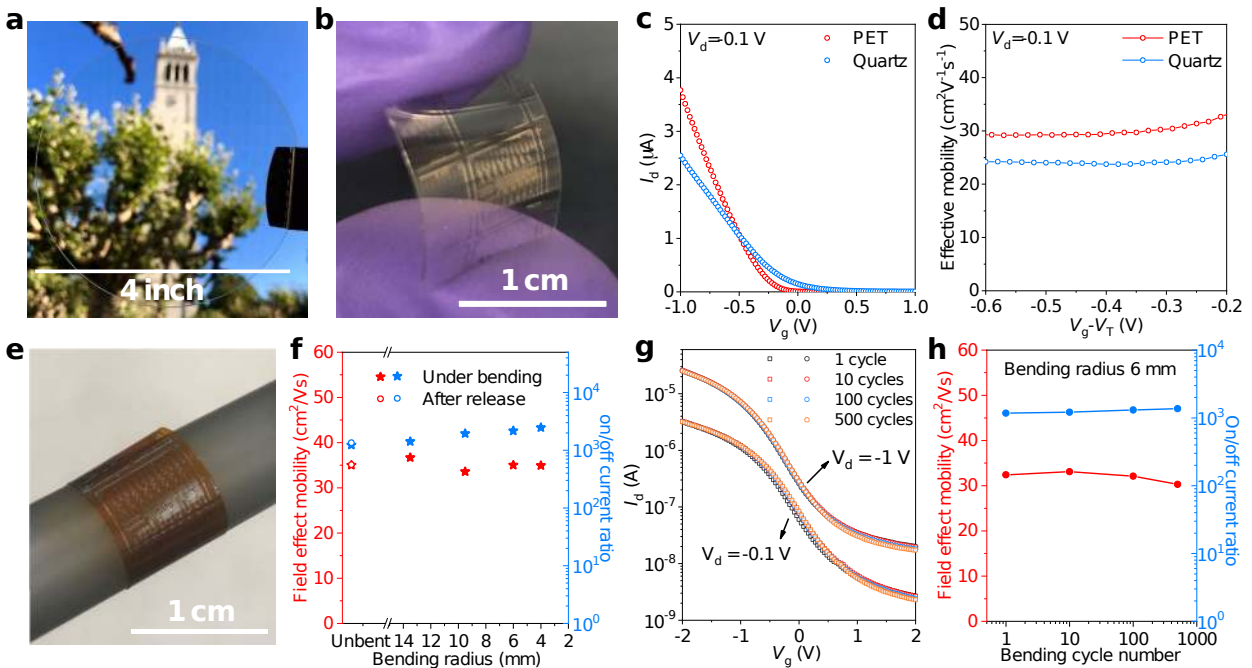 a
4 inch
b
1 cm
c
V_d=-0.1 V
PET
Quartz
I_d (µA)
5
4
3
2
1
0
-1.0 -0.5 0.0 0.5 1.0
V_g (V)
d
V_d=-0.1 V
PET
Quartz
Effective mobility (cm²V⁻¹s⁻¹)
50
40
30
20
10
0
-0.6 -0.5 -0.4 -0.3 -0.2
V_g-V_T (V)
e
1 cm
f
Under bending
After release
Field effect mobility (cm²/Vs)
60
50
40
30
20
10
0
10⁴
10³
10²
10¹
10⁰
on/off current ratio
Unbent 14 12 10 8 6 4 2
Bending radius (mm)
g
1 cycle
10 cycles
100 cycles
500 cycles
V_d = -1 V
V_d = -0.1 V
I_d (A)
10⁻⁵
10⁻⁶
10⁻⁷
10⁻⁸
10⁻⁹
-2 -1 0 1 2
V_g (V)
h
Bending radius 6 mm
Field effect mobility (cm²/Vs)
60
50
40
30
20
10
0
10⁴
10³
10²
10¹
10⁰
On/off current ratio
1 10 100 1000
Bending cycle number